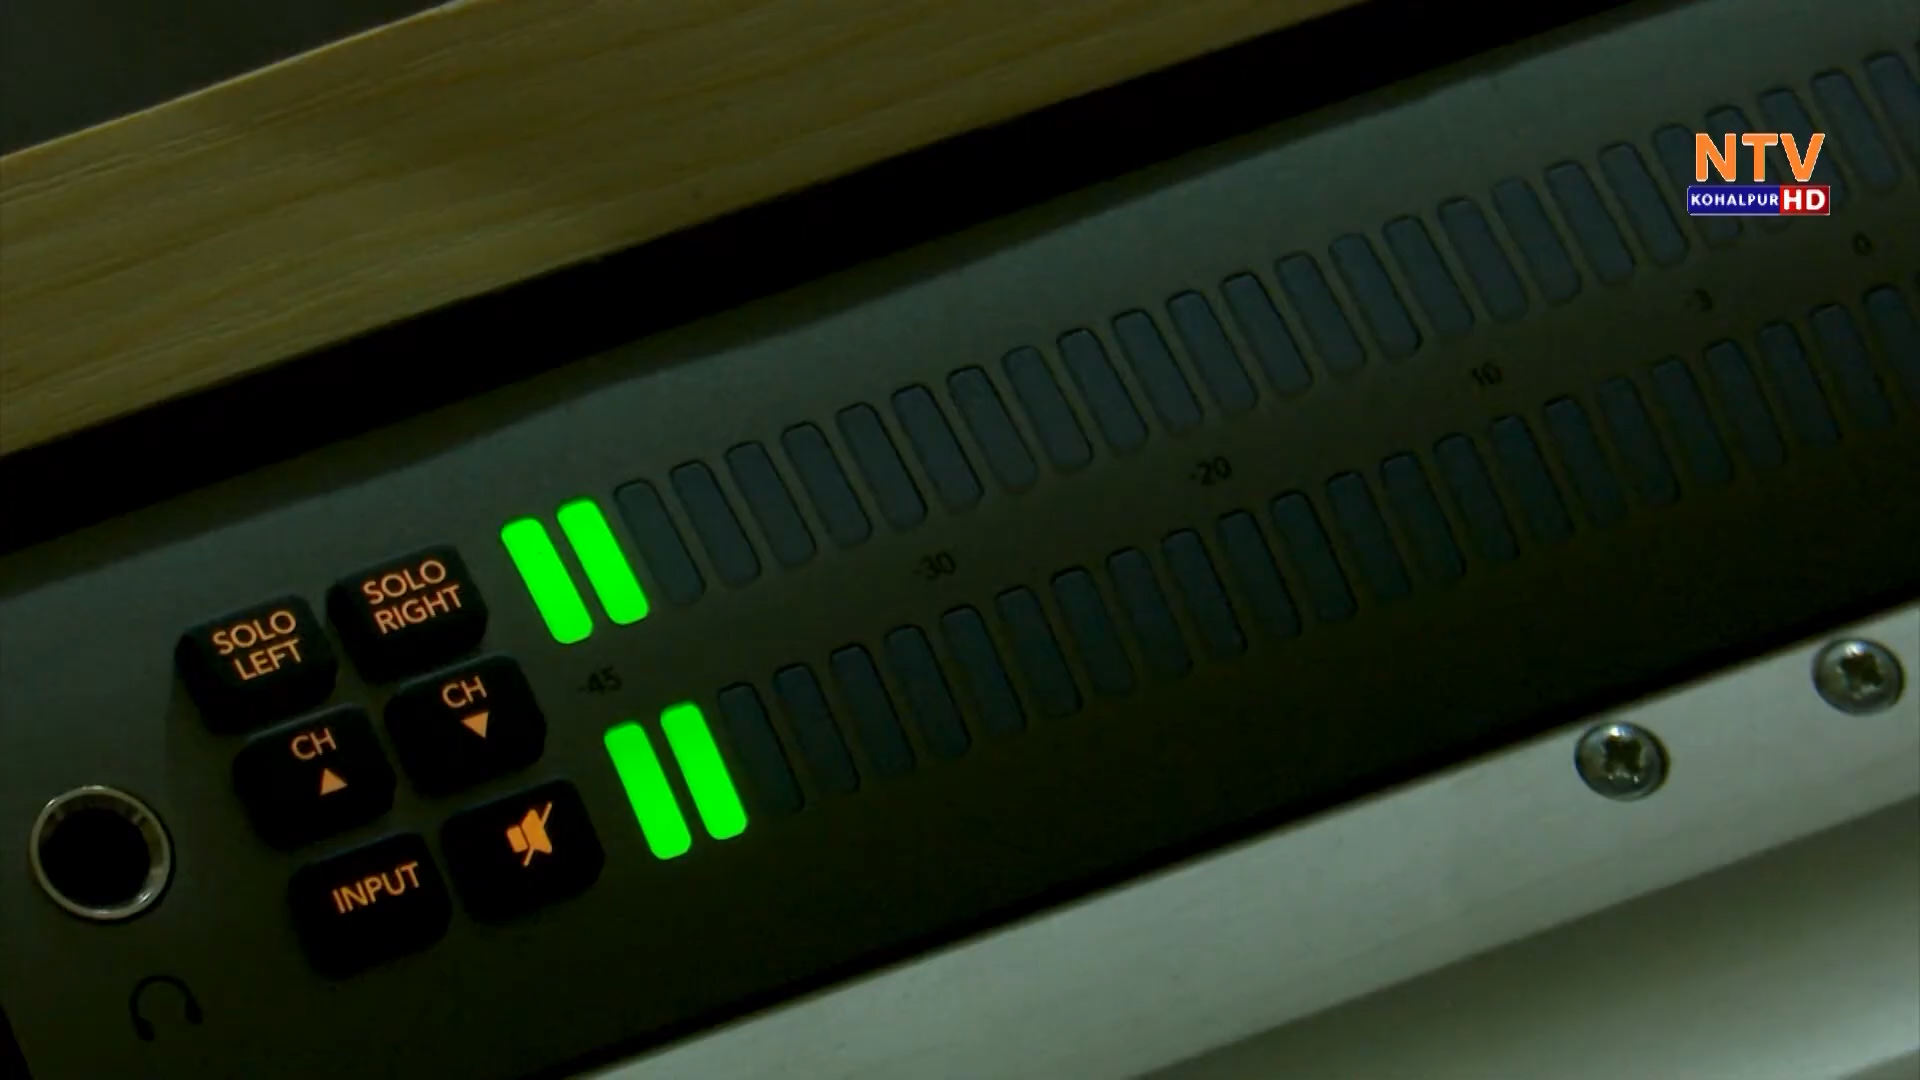 NTV
KOHALPUR HD
0
-3
10
-20
-30
-45
SOLO
RIGHT
SOLO
LEFT
CH
CH
INPUT